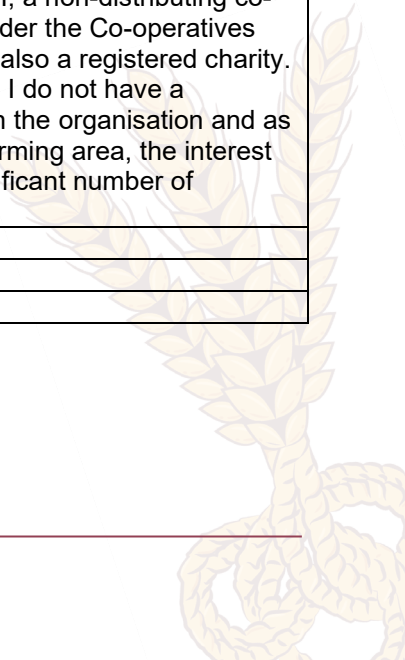 a non-distributing co-
der the Co-operatives
also a registered charity.
I do not have a
the organisation and as
rming area, the interest
ficant number of